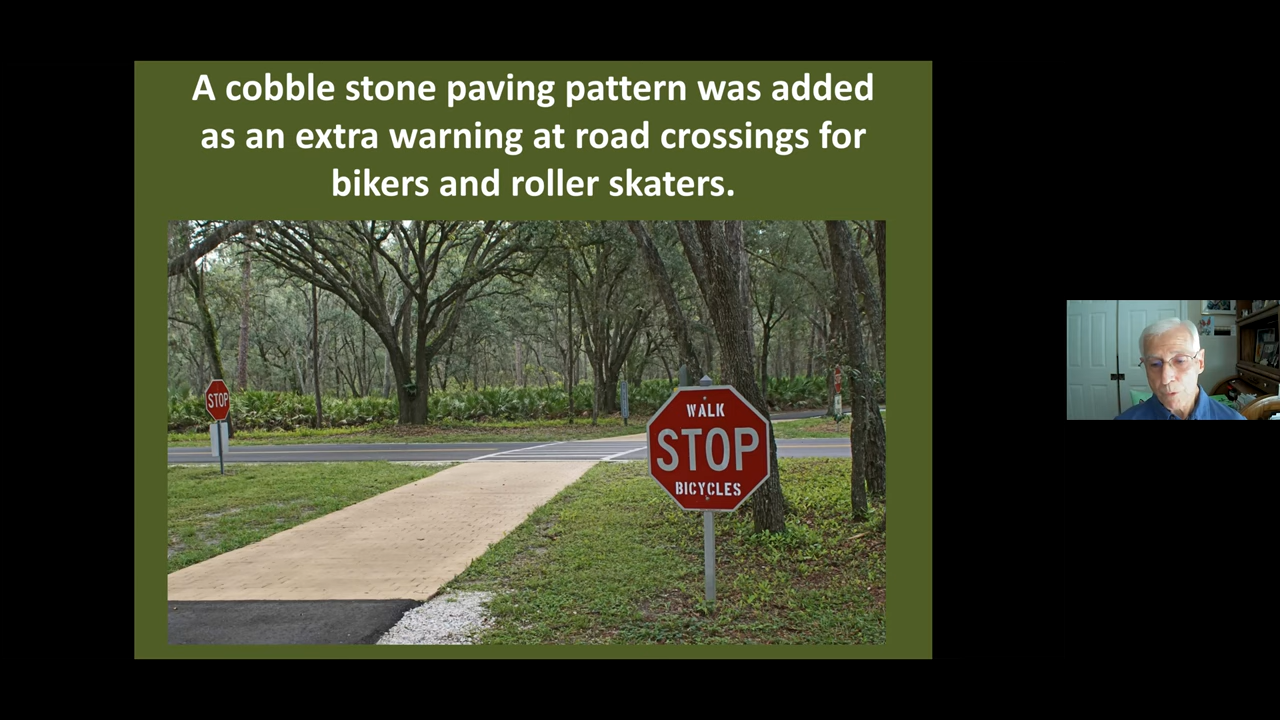 A cobble stone paving pattern was added
as an extra warning at road crossings for
bikers and roller skaters.
STOP
WALK
STOP
BICYCLES